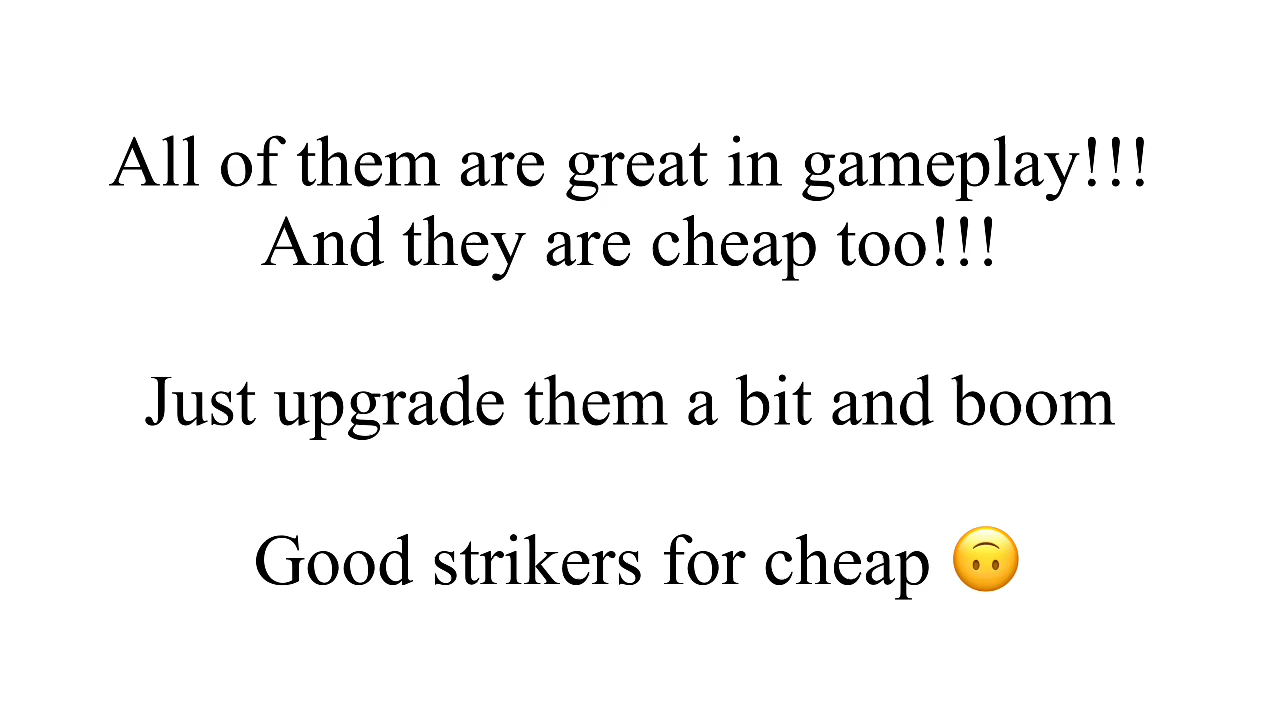 All of them are great in gameplay!!!
And they are cheap too!!!
Just upgrade them a bit and boom
Good strikers for cheap 🙃